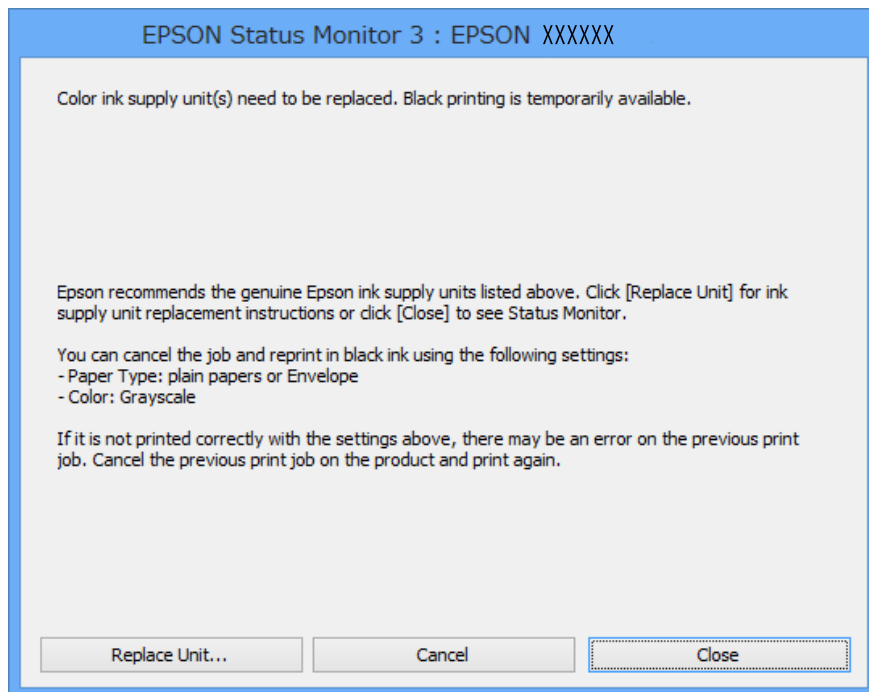 EPSON Status Monitor 3 : EPSON XXXXXX
Color ink supply unit(s) need to be replaced. Black printing is temporarily available.
Epson recommends the genuine Epson ink supply units listed above. Click [Replace Unit] for ink
supply unit replacement instructions or click [Close] to see Status Monitor.
You can cancel the job and reprint in black ink using the following settings:
- Paper Type: plain papers or Envelope
- Color: Grayscale
If it is not printed correctly with the settings above, there may be an error on the previous print
job. Cancel the previous print job on the product and print again.
Replace Unit...
Cancel
Close